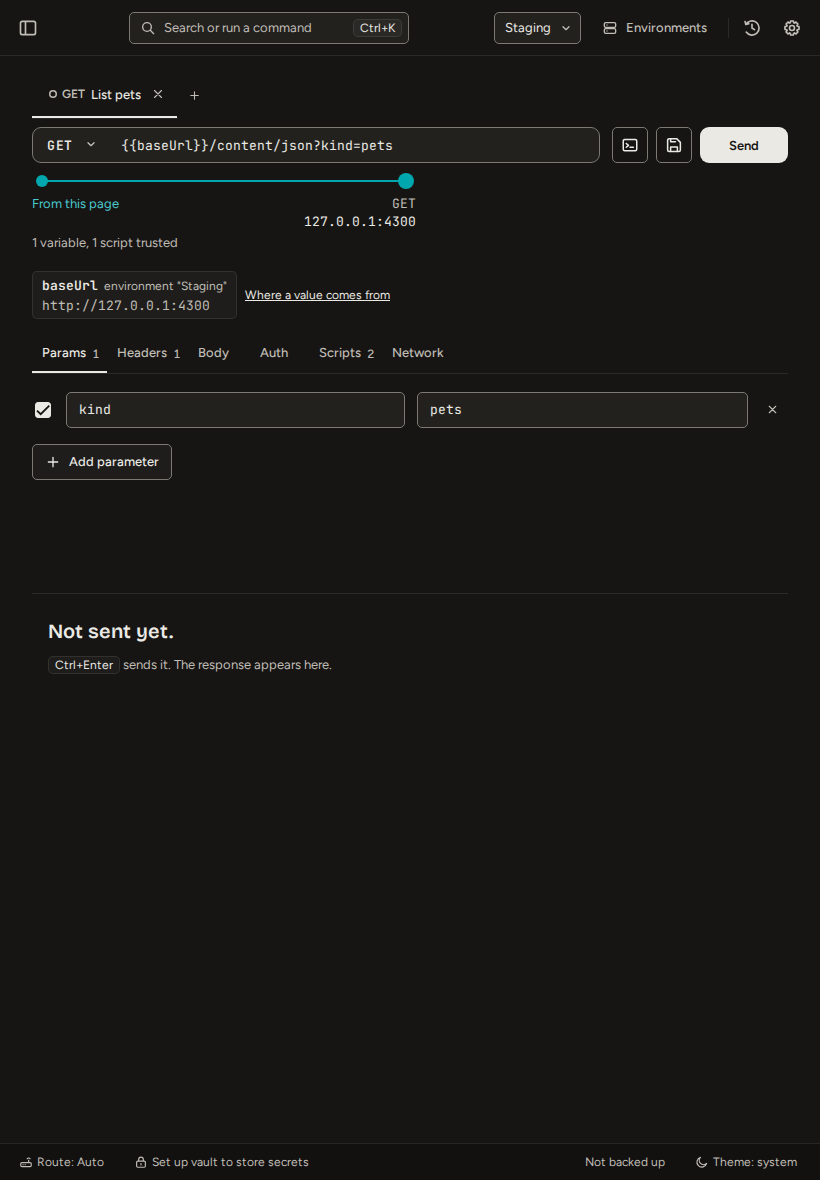 Search or run a command Ctrl+K Staging Environments
GET List pets
GET {{baseUrl}}/content/json?kind=pets Send
From this page GET
127.0.0.1:4300
1 variable, 1 script trusted
baseUrl environment "Staging"
http://127.0.0.1:4300
Where a value comes from
Params 1 Headers 1 Body Auth Scripts 2 Network
kind pets
Add parameter
Not sent yet.
Ctrl+Enter sends it. The response appears here.
Route: Auto Set up vault to store secrets Not backed up Theme: system